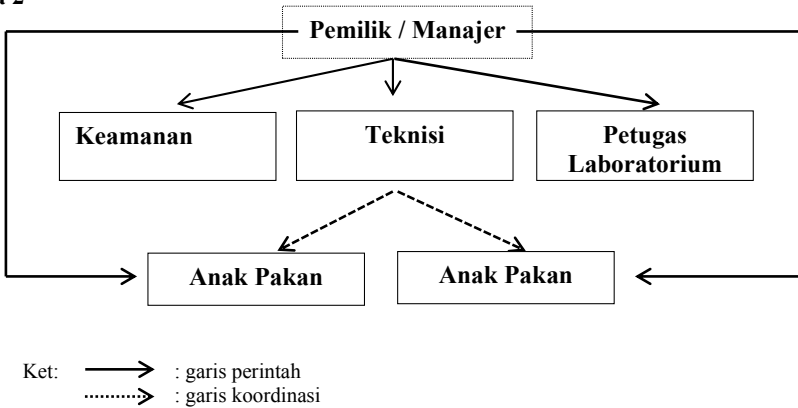 Pemilik / Manajer
Keamanan
Teknisi
Petugas
Laboratorium
Anak Pakan
Anak Pakan
Ket:
: garis perintah
: garis koordinasi